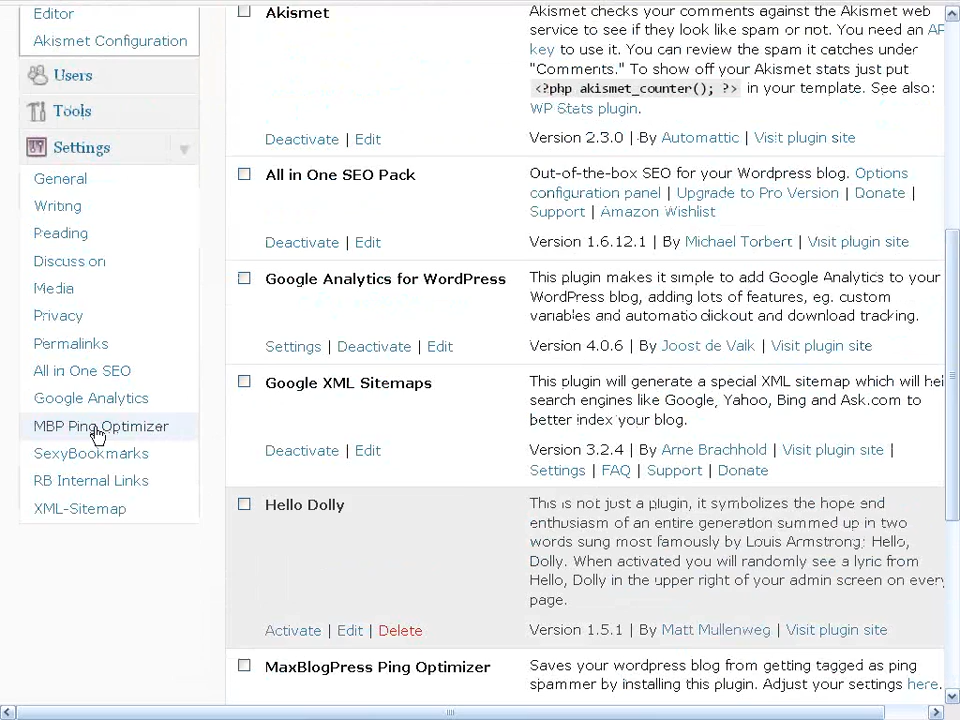 Editor
Akismet Configuration
Users
Tools
Settings
General
Writing
Reading
Discussion
Media
Privacy
Permalinks
All in One SEO
Google Analytics
MBP Ping Optimizer
SexyBookmarks
RB Internal Links
XML-Sitemap
Akismet
Akismet checks your comments against the Akismet web
service to see if they look like spam or not. You need an AP
key to use it. You can review the spam it catches under
"Comments." To show off your Akismet stats just put
<?php akismet_counter(); ?> in your template. See also:
WP Stats plugin.
Deactivate | Edit
Version 2.3.0 | By Automattic | Visit plugin site
All in One SEO Pack
Out-of-the-box SEO for your Wordpress blog. Options
configuration panel | Upgrade to Pro Version | Donate |
Support | Amazon Wishlist
Deactivate | Edit
Version 1.6.12.1 | By Michael Torbert | Visit plugin site
Google Analytics for WordPress
This plugin makes it simple to add Google Analytics to your
WordPress blog, adding lots of features, eg. custom
variables and automatic clickout and download tracking.
Settings | Deactivate | Edit
Version 4.0.6 | By Joost de Valk | Visit plugin site
Google XML Sitemaps
This plugin will generate a special XML sitemap which will hel
search engines like Google, Yahoo, Bing and Ask.com to
better index your blog.
Deactivate | Edit
Version 3.2.4 | By Arne Brachhold | Visit plugin site |
Settings | FAQ | Support | Donate
Hello Dolly
This is not just a plugin, it symbolizes the hope and
enthusiasm of an entire generation summed up in two
words sung most famously by Louis Armstrong: Hello,
Dolly. When activated you will randomly see a lyric from
Hello, Dolly in the upper right of your admin screen on every
page.
Activate | Edit | Delete
Version 1.5.1 | By Matt Mullenweg | Visit plugin site
MaxBlogPress Ping Optimizer
Saves your wordpress blog from getting tagged as ping
spammer by installing this plugin. Adjust your settings here.